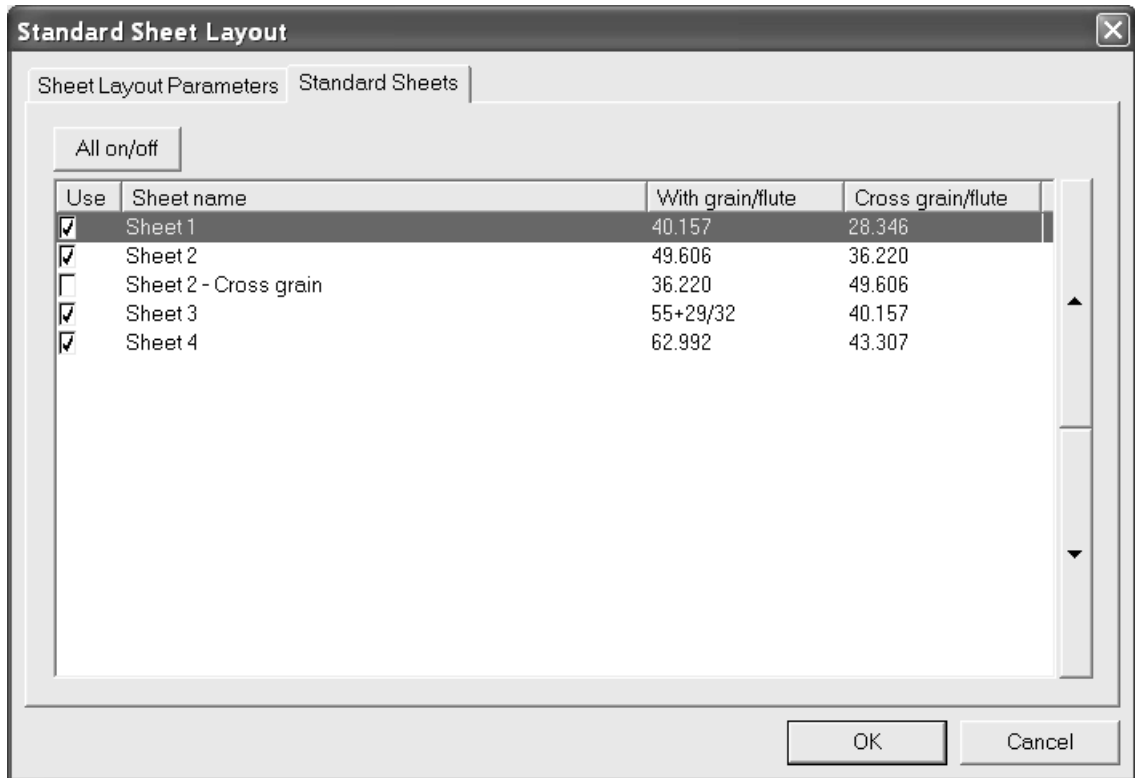 Standard Sheet Layout
Sheet Layout Parameters Standard Sheets
All on/off
Use Sheet name With grain/flute Cross grain/flute
Sheet 1 40.157 28.346
Sheet 2 49.606 36.220
Sheet 2 - Cross grain 36.220 49.606
Sheet 3 55+29/32 40.157
Sheet 4 62.992 43.307
OK Cancel